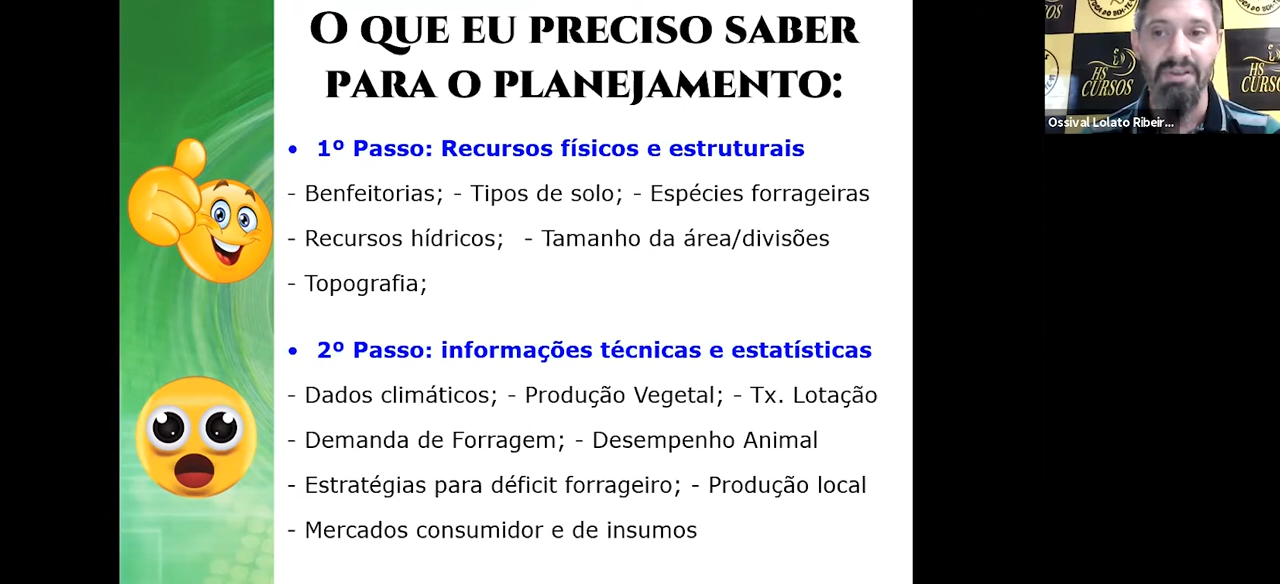 O QUE EU PRECISO SABER
PARA O PLANEJAMENTO:
• 1º Passo: Recursos físicos e estruturais
- Benfeitorias; - Tipos de solo; - Espécies forrageiras
- Recursos hídricos; - Tamanho da área/divisões
- Topografia;
• 2º Passo: informações técnicas e estatísticas
- Dados climáticos; - Produção Vegetal; - Tx. Lotação
- Demanda de Forragem; - Desempenho Animal
- Estratégias para déficit forrageiro; - Produção local
- Mercados consumidor e de insumos
HS
CURSOS
Ossival Lolato Ribeir...